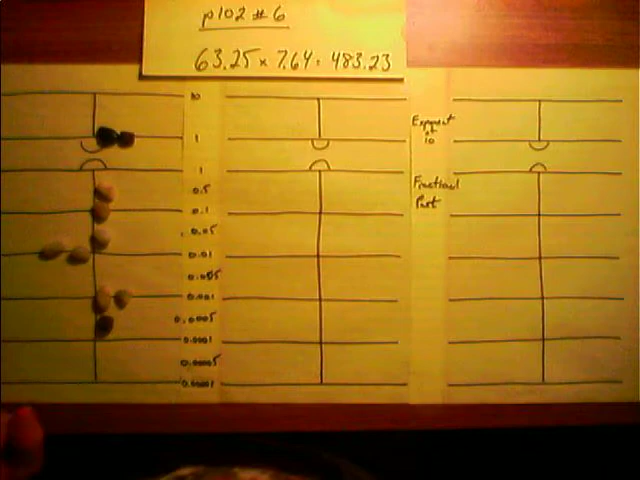 p102 #6
63.25 × 7.64 = 483.23
10
1
1
0.5
0.1
0.05
0.01
0.005
0.001
0.0005
0.0001
0.00005
0.00001
Exponent
of
10
Fractional
Part